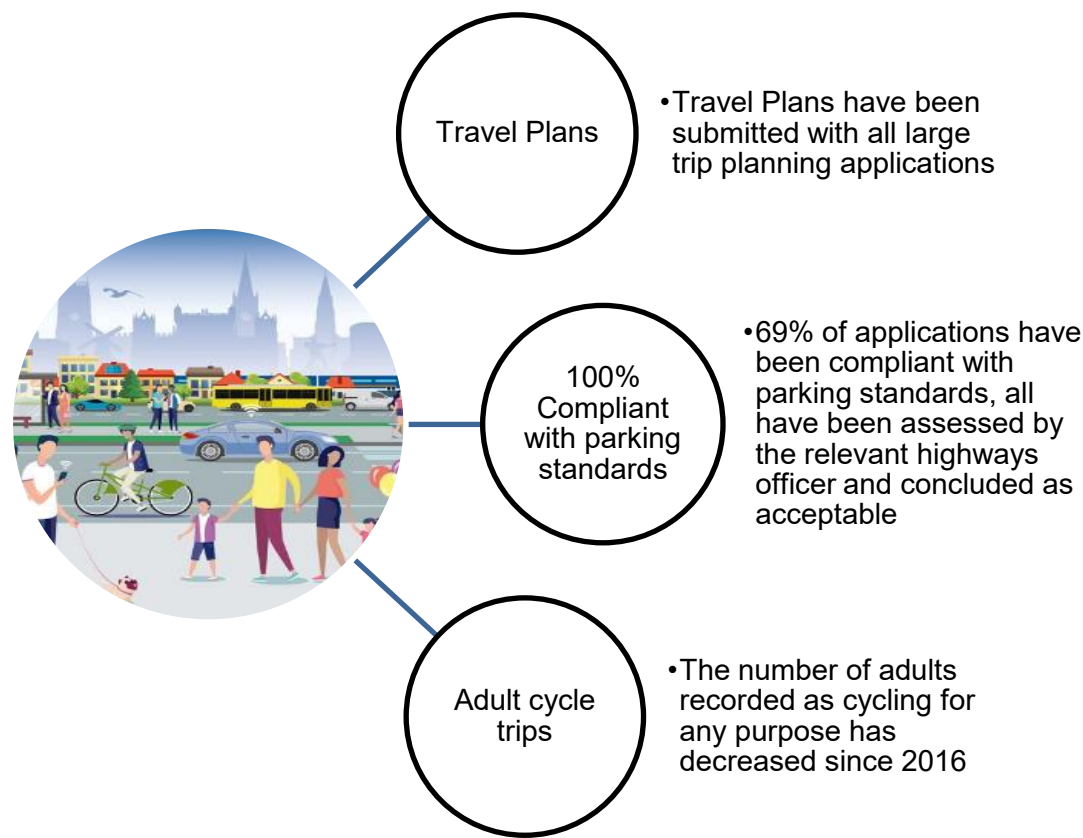 Travel Plans
•Travel Plans have been
submitted with all large
trip planning applications
100%
Compliant
with parking
standards
•69% of applications have
been compliant with
parking standards, all
have been assessed by
the relevant highways
officer and concluded as
acceptable
Adult cycle
trips
•The number of adults
recorded as cycling for
any purpose has
decreased since 2016